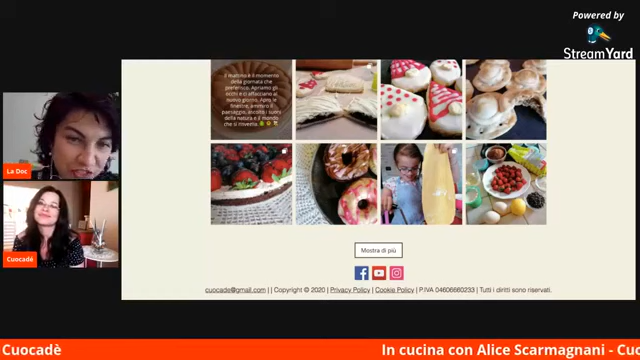 Powered by
StreamYard
Il mattino è il momento
della giornata che
preferisco. Apriamo gli
occhi e ci affacciamo al
nuovo giorno. Apro le
finestre, ammiro il
paesaggio, ascolto i suoni
della natura e il mondo
che si risveglia.
La Doc
Cuocadé
Mostra di più
cuocade@gmail.com | | Copyright © 2020 | Privacy Policy | Cookie Policy | P.IVA 04606660233 | Tutti i diritti sono riservati.
Cuocadè
In cucina con Alice Scarmagnani - Cuo